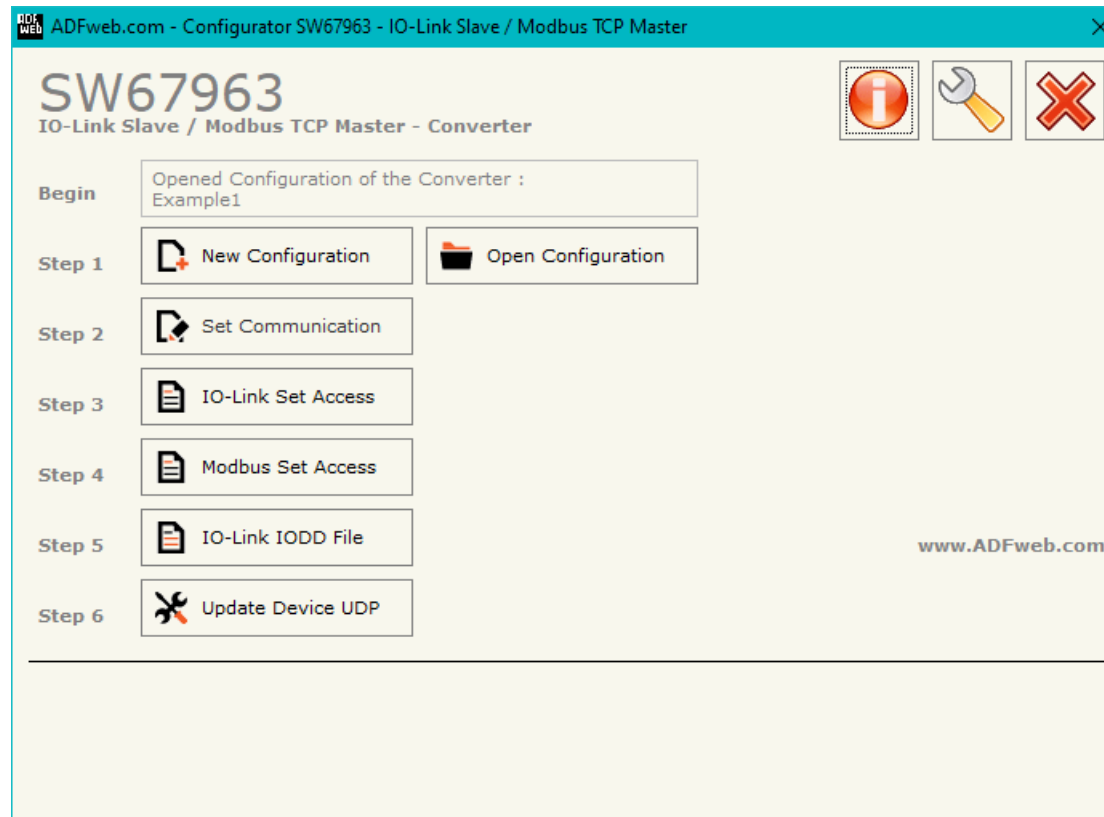 ADF
WEB
ADFweb.com - Configurator SW67963 - IO-Link Slave / Modbus TCP Master
SW67963
IO-Link Slave / Modbus TCP Master - Converter
Begin
Opened Configuration of the Converter :
Example1
Step 1
New Configuration
Open Configuration
Step 2
Set Communication
Step 3
IO-Link Set Access
Step 4
Modbus Set Access
Step 5
IO-Link IODD File
www.ADFweb.com
Step 6
Update Device UDP